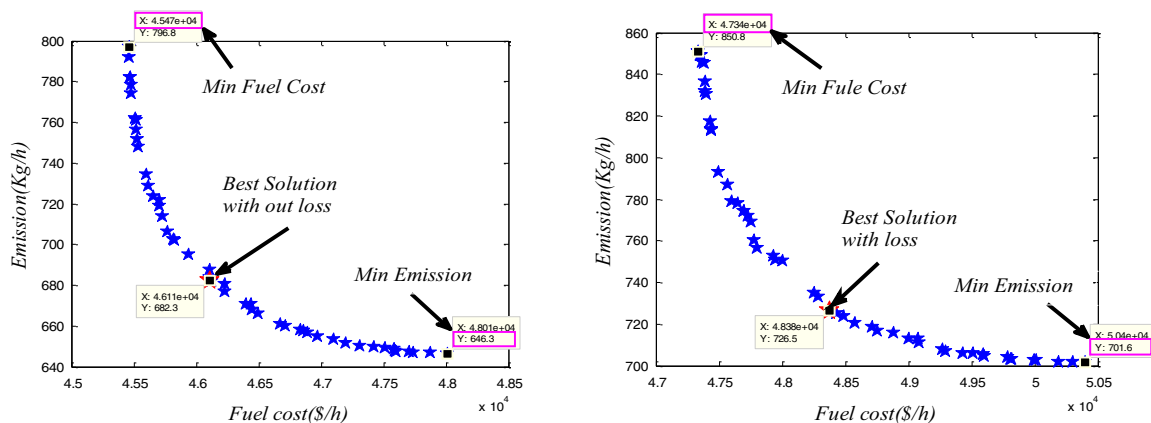 X: 4.547e+04
Y: 796.8
800
780
760
740
720
700
680
660
640
Emission(Kg/h)
Min Fuel Cost
Best Solution
with out loss
Min Emission
X: 4.611e+04
Y: 682.3
X: 4.801e+04
Y: 646.3
4.5
4.55
4.6
4.65
4.7
4.75
4.8
4.85
x 10⁴
Fuel cost($/h)
X: 4.734e+04
Y: 850.8
860
840
820
800
780
760
740
720
700
Emission(Kg/h)
Min Fule Cost
Best Solution
with loss
Min Emission
X: 4.838e+04
Y: 726.5
X: 5.04e+04
Y: 701.6
4.7
4.75
4.8
4.85
4.9
4.95
5
5.05
x 10⁴
Fuel cost($/h)